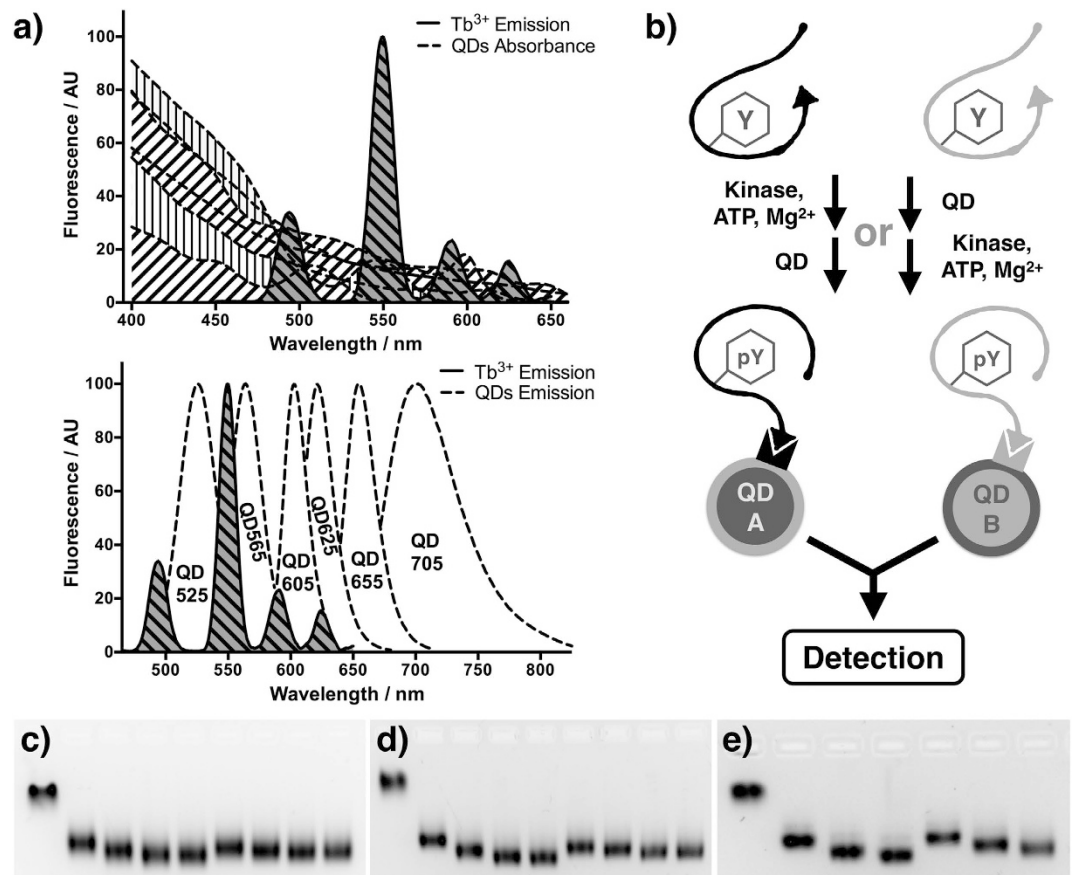 a)
Tb³⁺ Emission
QDs Absorbance
Fluorescence / AU
100
80
60
40
20
0
400 450 500 550 600 650
Wavelength / nm
Tb³⁺ Emission
QDs Emission
Fluorescence / AU
100
80
60
40
20
0
QD
525
QD565
QD
605
QD625
QD
655
QD
705
500 550 600 650 700 750 800
Wavelength / nm
b)
Y
Y
Kinase,
ATP, Mg²⁺
QD
or
QD
Kinase,
ATP, Mg²⁺
pY
pY
QD
A
QD
B
Detection
c)
d)
e)